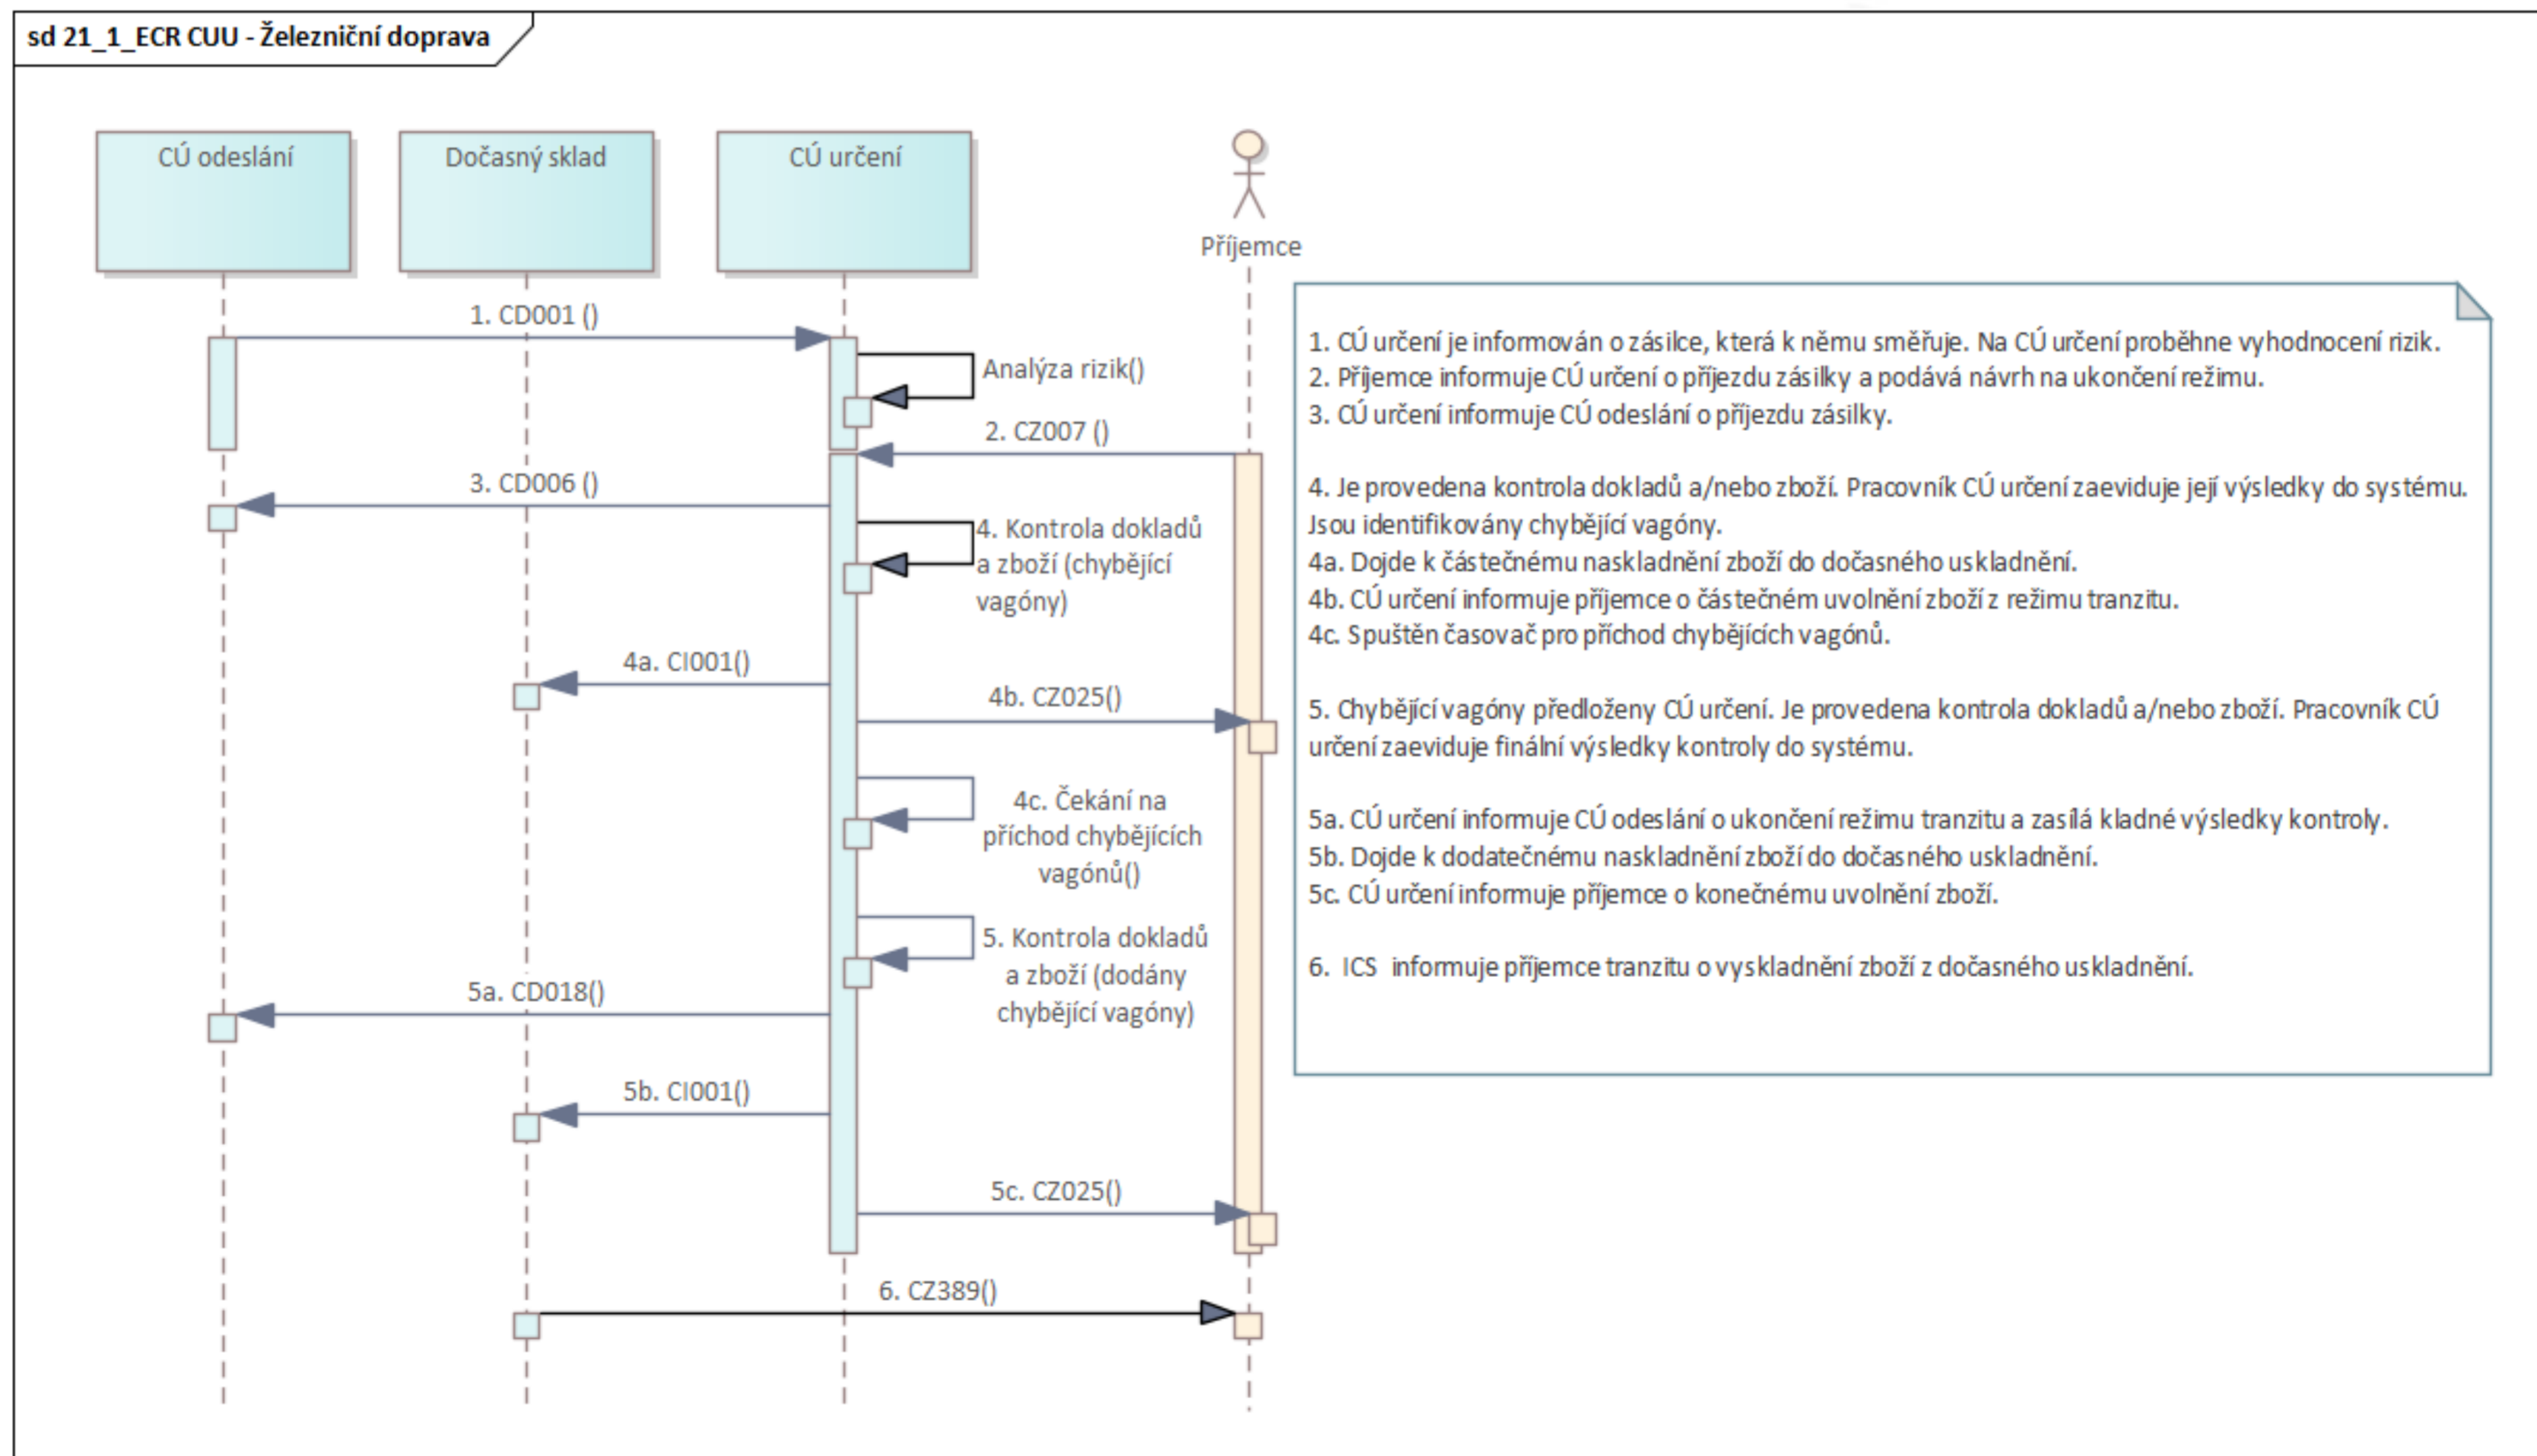 sd 21_1_ECR CUU - Železniční doprava
CÚ odeslání
Dočasný sklad
CÚ určení
Příjemce
1. CD001 ()
Analýza rizik()
2. CZ007 ()
3. CD006 ()
4. Kontrola dokladů
a zboží (chybějící
vagóny)
4a. CI001()
4b. CZ025()
4c. Čekání na
příchod chybějících
vagónů()
5. Kontrola dokladů
a zboží (dodány
chybějící vagóny)
5a. CD018()
5b. CI001()
5c. CZ025()
6. CZ389()
1. CÚ určení je informován o zásilce, která k němu směřuje. Na CÚ určení proběhne vyhodnocení rizik.
2. Příjemce informuje CÚ určení o příjezdu zásilky a podává návrh na ukončení režimu.
3. CÚ určení informuje CÚ odeslání o příjezdu zásilky.
4. Je provedena kontrola dokladů a/nebo zboží. Pracovník CÚ určení zaeviduje její výsledky do systému.
Jsou identifikovány chybějící vagóny.
4a. Dojde k částečnému naskladnění zboží do dočasného uskladnění.
4b. CÚ určení informuje příjemce o částečném uvolnění zboží z režimu tranzitu.
4c. Spuštěn časovač pro příchod chybějících vagónů.
5. Chybějící vagóny předloženy CÚ určení. Je provedena kontrola dokladů a/nebo zboží. Pracovník CÚ
určení zaeviduje finální výsledky kontroly do systému.
5a. CÚ určení informuje CÚ odeslání o ukončení režimu tranzitu a zasílá kladné výsledky kontroly.
5b. Dojde k dodatečnému naskladnění zboží do dočasného uskladnění.
5c. CÚ určení informuje příjemce o konečnému uvolnění zboží.
6. ICS informuje příjemce tranzitu o vyskladnění zboží z dočasného uskladnění.